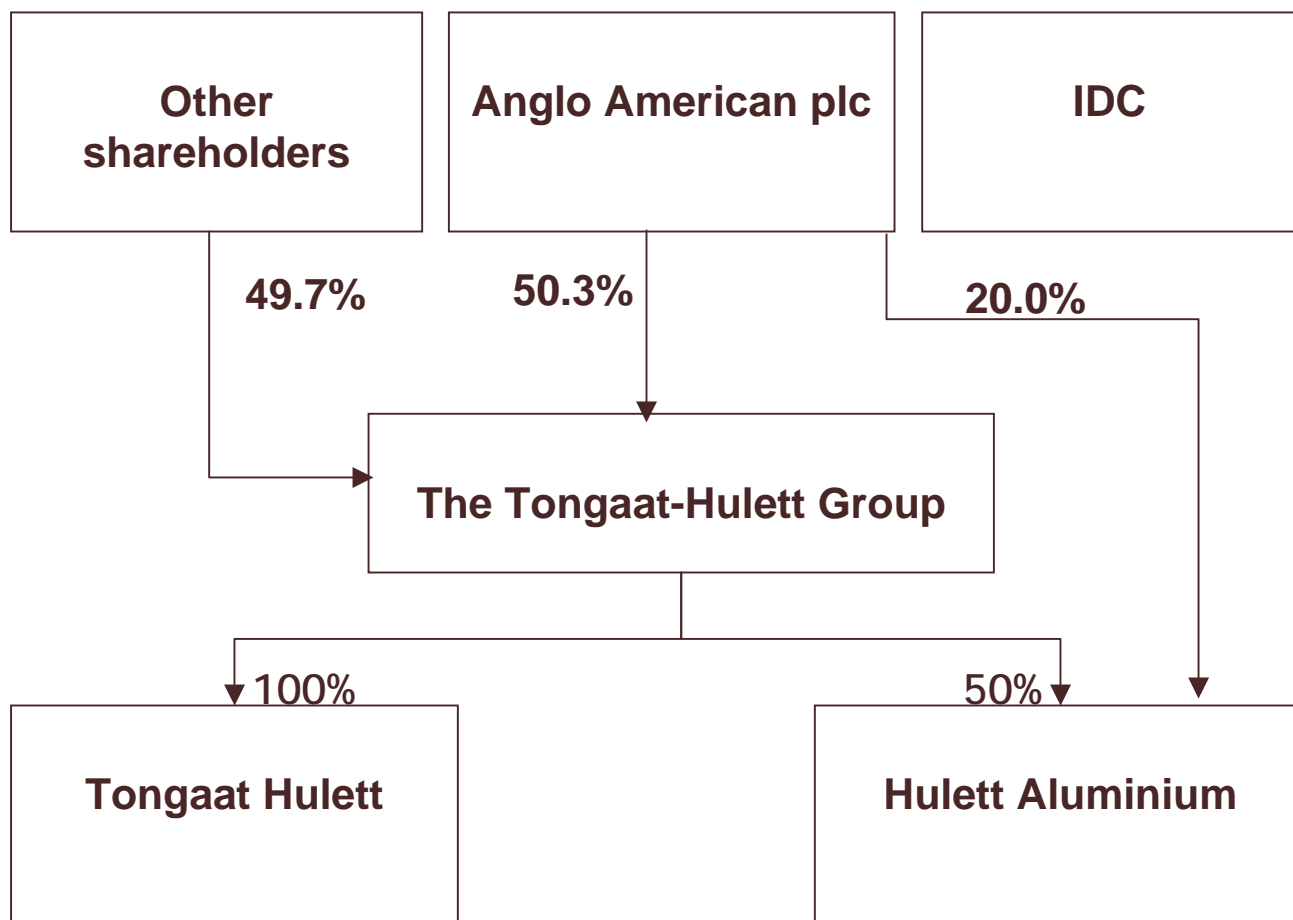 Other
shareholders
Anglo American plc
IDC
49.7%
50.3%
20.0%
The Tongaat-Hulett Group
100%
50%
Tongaat Hulett
Hulett Aluminium